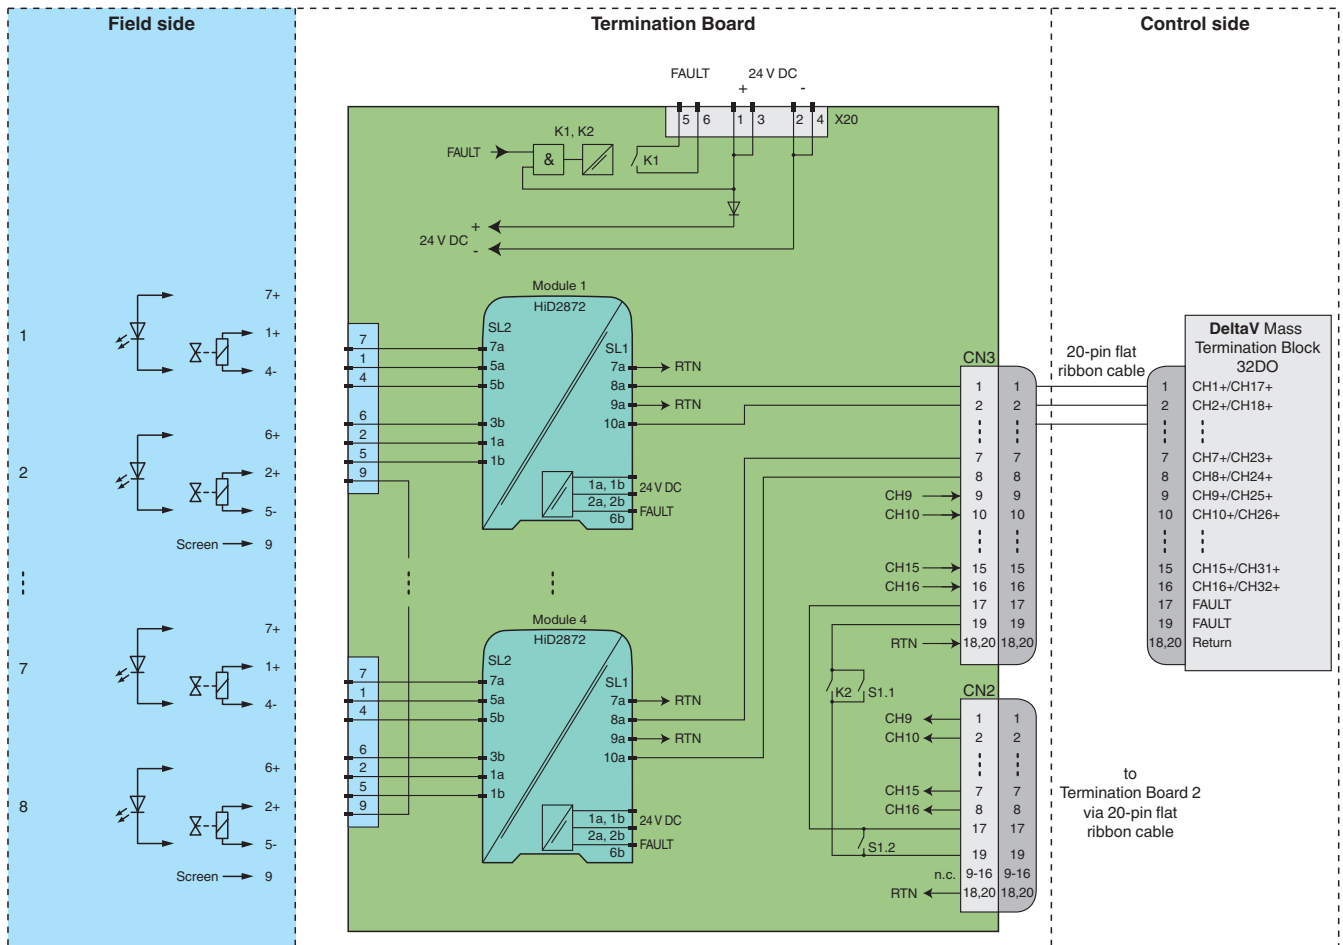 Field side
Termination Board
Control side
FAULT 24 V DC
+ -
5 6 1 3 2 4 X20
K1, K2
FAULT
&
K1
+
24 V DC
-
1
7+
1+
4-
2
6+
2+
5-
Screen 9
7
7+
1+
4-
8
6+
2+
5-
Screen 9
7
1
4
6
2
5
9
Module 1
HiD2872
SL2
7a
5a
5b
3b
1a
1b
SL1
7a RTN
8a
9a RTN
10a
1a, 1b
24 V DC
2a, 2b
FAULT
6b
7
1
4
6
2
5
9
Module 4
HiD2872
SL2
7a
5a
5b
3b
1a
1b
SL1
7a RTN
8a
9a RTN
10a
1a, 1b
24 V DC
2a, 2b
FAULT
6b
CN3
1 1
2 2
7 7
8 8
CH9 9 9
CH10 10 10
CH15 15 15
CH16 16 16
17 17
19 19
RTN 18,20 18,20
K2 S1.1
CN2
CH9 1 1
CH10 2 2
CH15 7 7
CH16 8 8
17 17
S1.2
19 19
n.c. 9-16 9-16
RTN 18,20 18,20
20-pin flat
ribbon cable
DeltaV Mass
Termination Block
32DO
1 CH1+/CH17+
2 CH2+/CH18+
7 CH7+/CH23+
8 CH8+/CH24+
9 CH9+/CH25+
10 CH10+/CH26+
15 CH15+/CH31+
16 CH16+/CH32+
17 FAULT
19 FAULT
18,20 Return
to
Termination Board 2
via 20-pin flat
ribbon cable